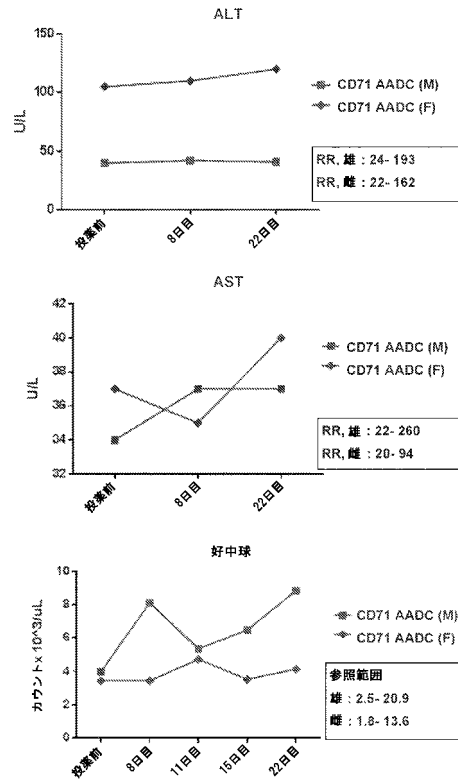 ALT
150
100
50
0
U/L
投薬前
8日目
22日目
CD71 AADC (M)
CD71 AADC (F)
RR, 雄 : 24- 193
RR, 雌 : 22- 162
AST
42
40
38
36
34
32
U/L
投薬前
8日目
22日目
CD71 AADC (M)
CD71 AADC (F)
RR, 雄 : 22- 260
RR, 雌 : 20- 94
好中球
10
8
6
4
2
0
カウント x 10^3/uL
投薬前
8日目
11日目
15日目
22日目
CD71 AADC (M)
CD71 AADC (F)
参照範囲
雄 : 2.5- 20.9
雌 : 1.8- 13.6